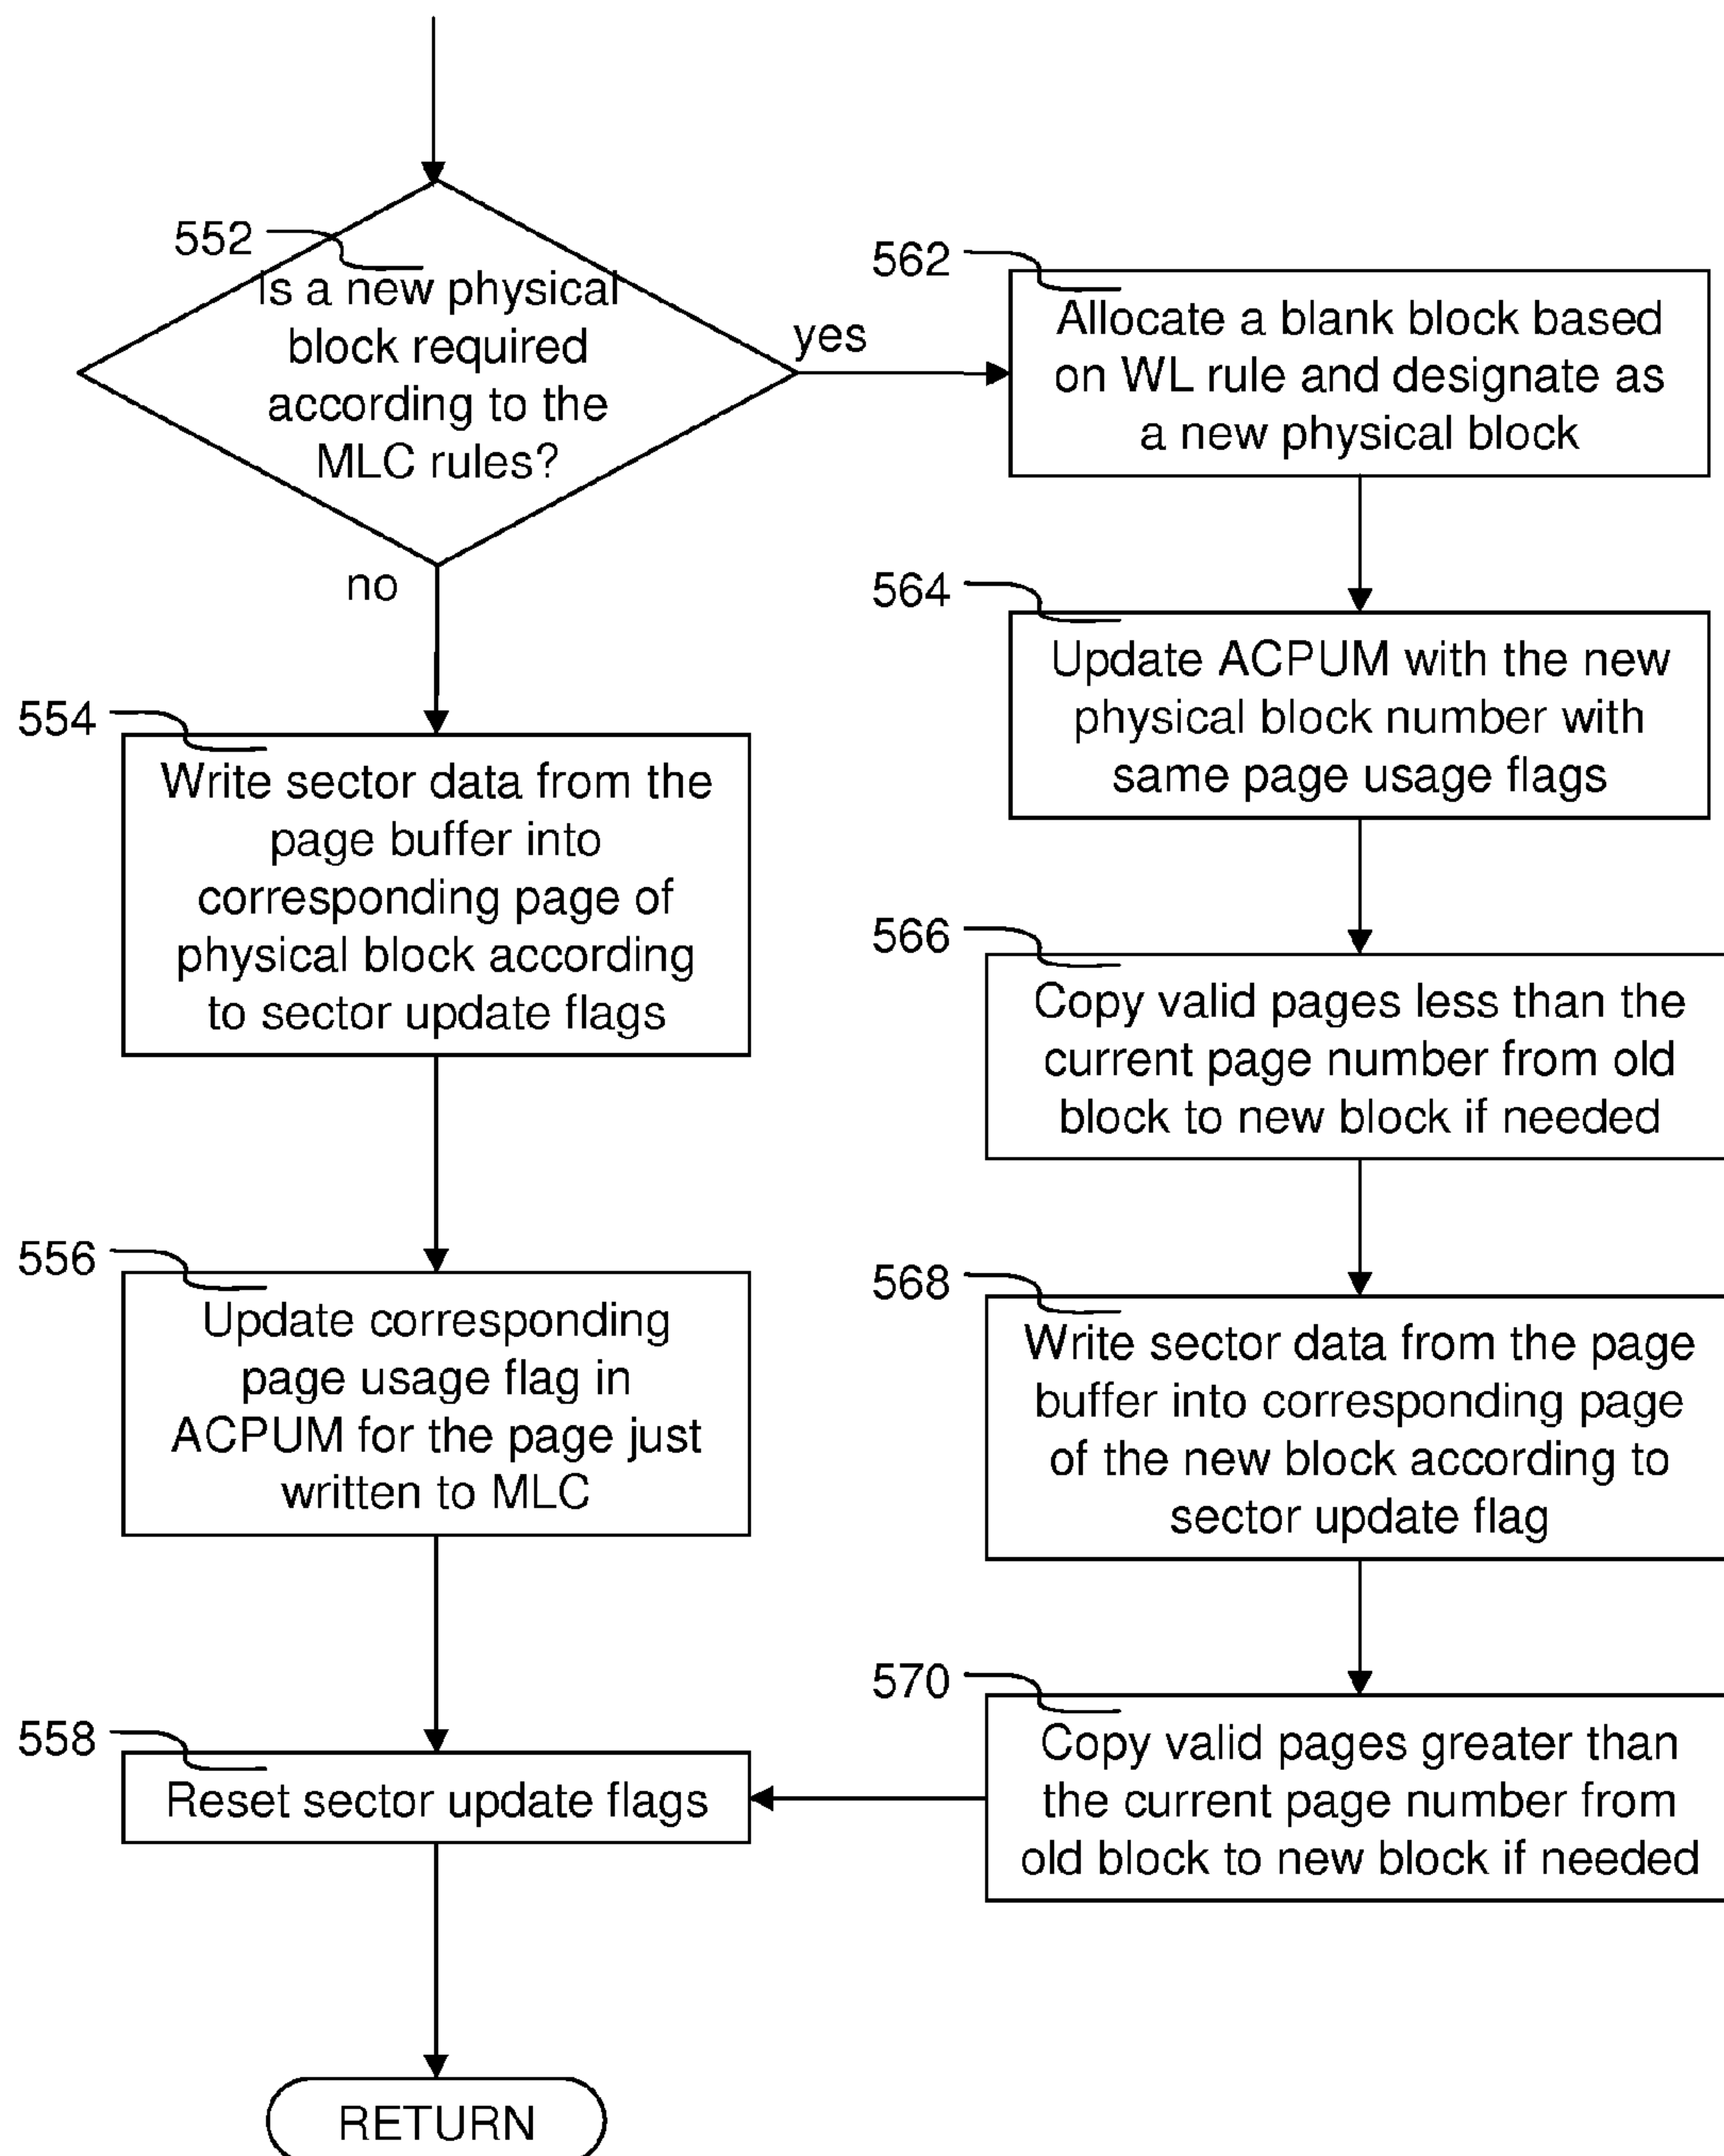 552
Is a new physical
block required
according to the
MLC rules?
yes
no
554
Write sector data from the
page buffer into
corresponding page of
physical block according
to sector update flags
556
Update corresponding
page usage flag in
ACPUM for the page just
written to MLC
558
Reset sector update flags
RETURN
562
Allocate a blank block based
on WL rule and designate as
a new physical block
564
Update ACPUM with the new
physical block number with
same page usage flags
566
Copy valid pages less than the
current page number from old
block to new block if needed
568
Write sector data from the page
buffer into corresponding page
of the new block according to
sector update flag
570
Copy valid pages greater than
the current page number from
old block to new block if needed